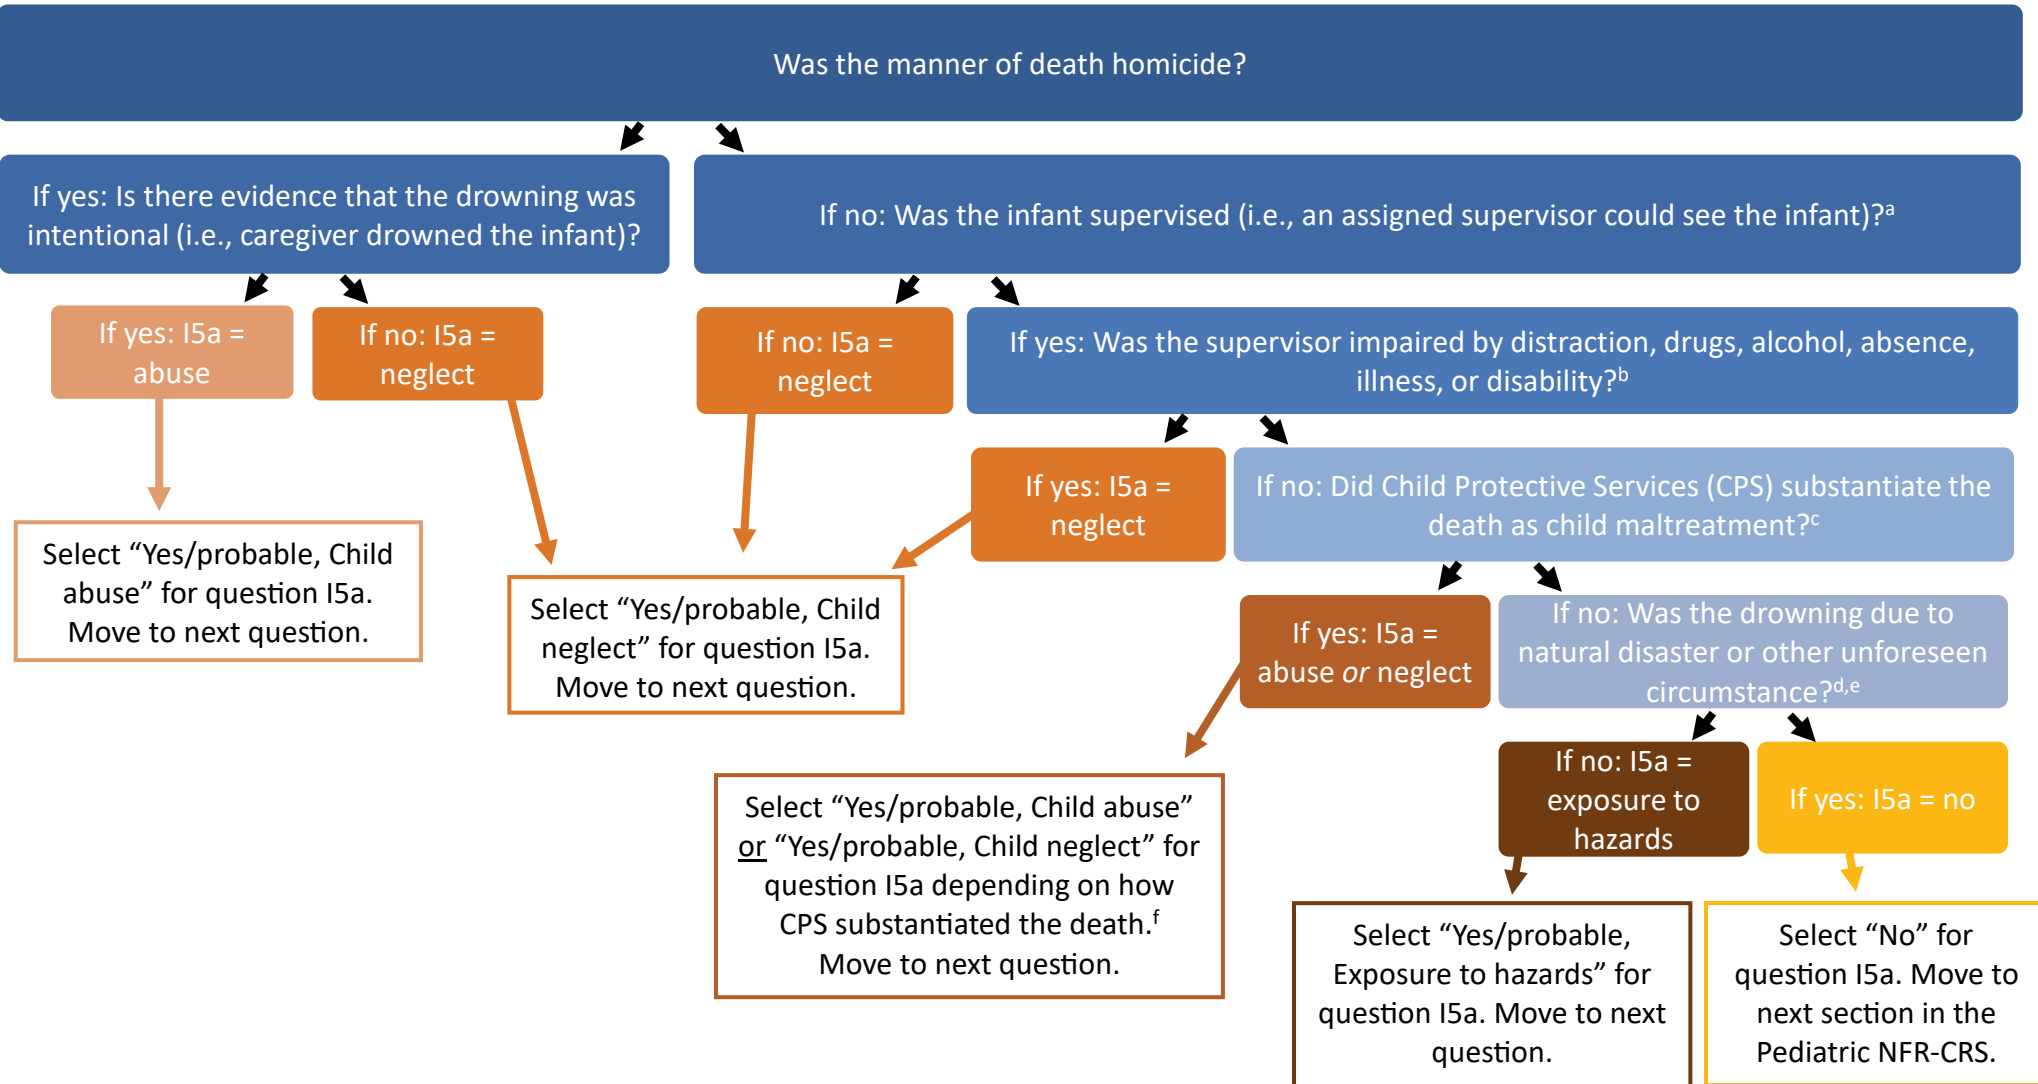 Was the manner of death homicide?
If yes: Is there evidence that the drowning was
intentional (i.e., caregiver drowned the infant)?
If no: Was the infant supervised (i.e., an assigned supervisor could see the infant)?ᵃ
If yes: I5a =
abuse
If no: I5a =
neglect
If no: I5a =
neglect
If yes: Was the supervisor impaired by distraction, drugs, alcohol, absence,
illness, or disability?ᵇ
If yes: I5a =
neglect
If no: Did Child Protective Services (CPS) substantiate the
death as child maltreatment?ᶜ
Select “Yes/probable, Child
abuse” for question I5a.
Move to next question.
Select “Yes/probable, Child
neglect” for question I5a.
Move to next question.
If yes: I5a =
abuse or neglect
If no: Was the drowning due to
natural disaster or other unforeseen
circumstance?ᵈ,ᵉ
Select “Yes/probable, Child abuse”
or “Yes/probable, Child neglect” for
question I5a depending on how
CPS substantiated the death.ᶠ
Move to next question.
If no: I5a =
exposure to
hazards
If yes: I5a = no
Select “Yes/probable,
Exposure to hazards” for
question I5a. Move to next
question.
Select “No” for
question I5a. Move to
next section in the
Pediatric NFR-CRS.